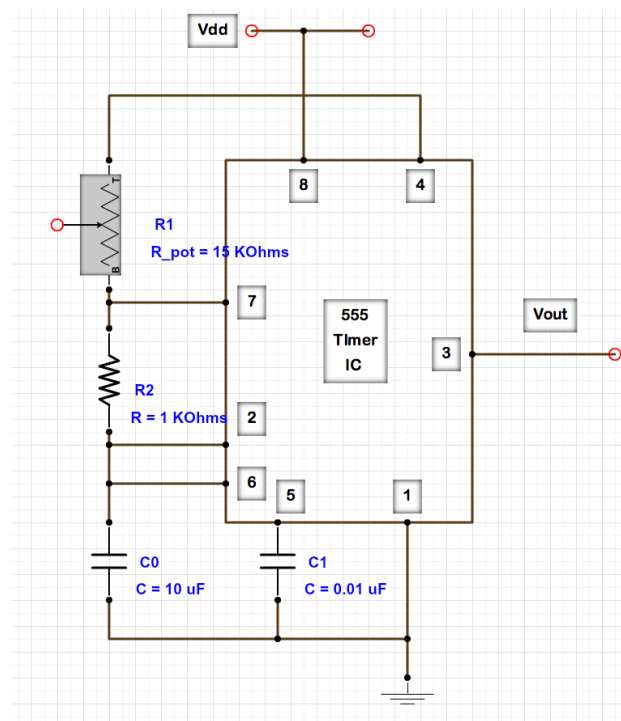 Vdd
8
4
T
R1
R_pot = 15 KOhms
B
7
555
TImer
IC
Vout
3
R2
R = 1 KOhms
2
6
5
1
C0
C = 10 uF
C1
C = 0.01 uF